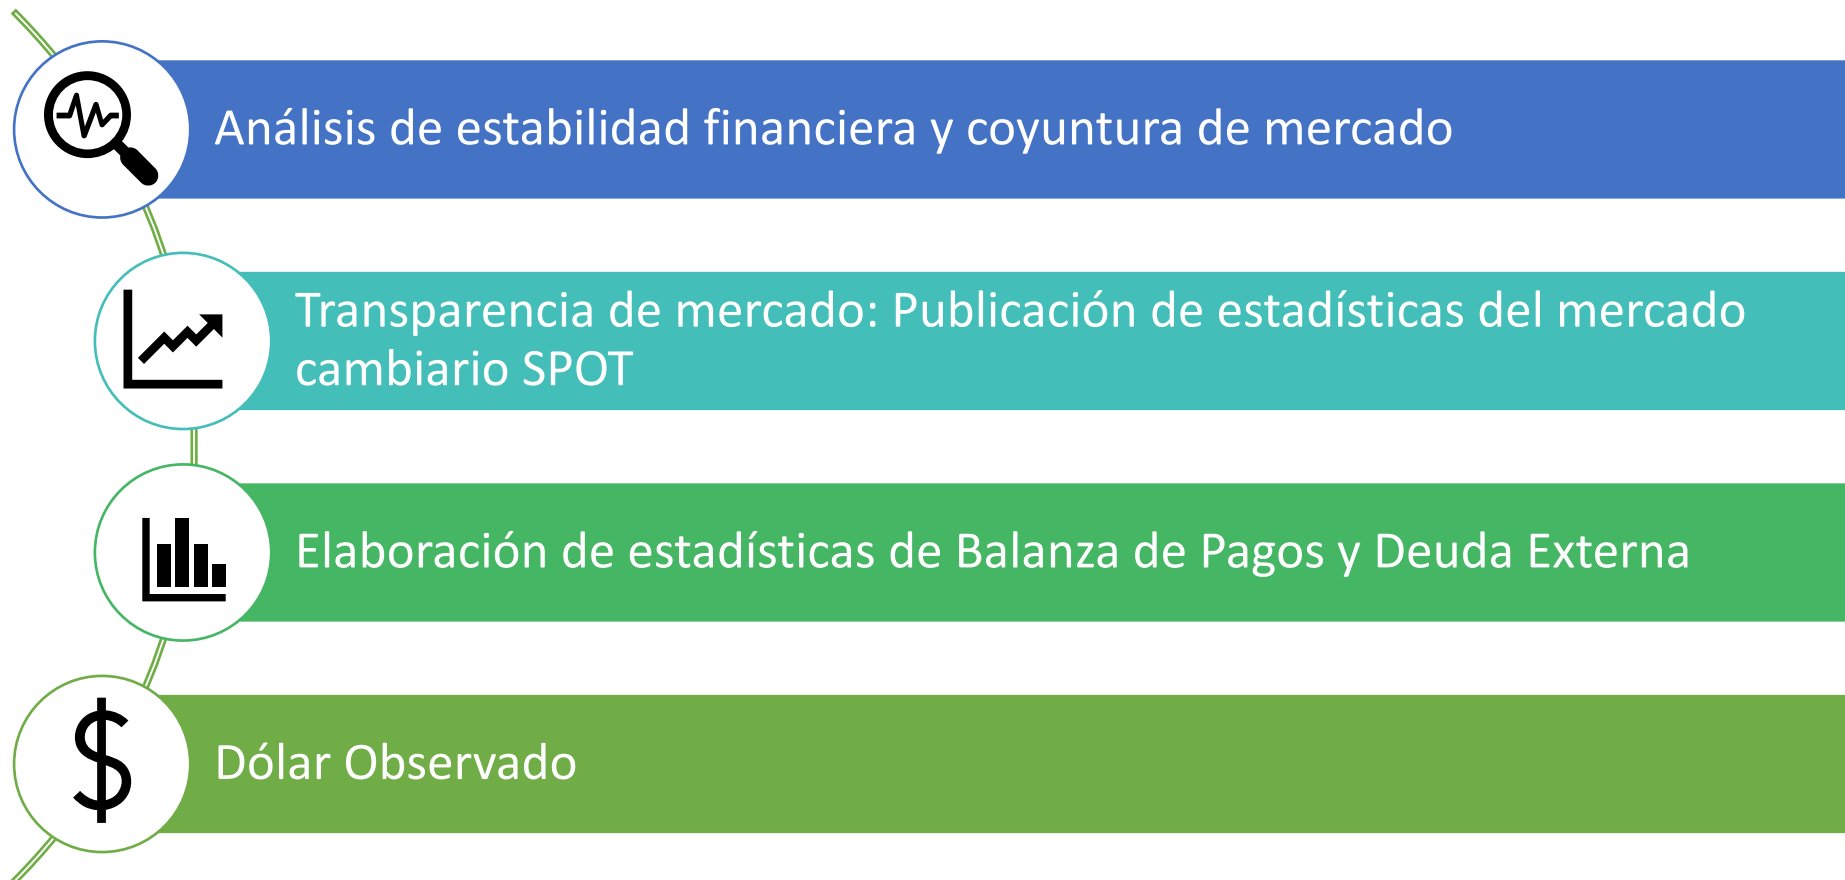 Análisis de estabilidad financiera y coyuntura de mercado
Transparencia de mercado: Publicación de estadísticas del mercado
cambiario SPOT
Elaboración de estadísticas de Balanza de Pagos y Deuda Externa
Dólar Observado